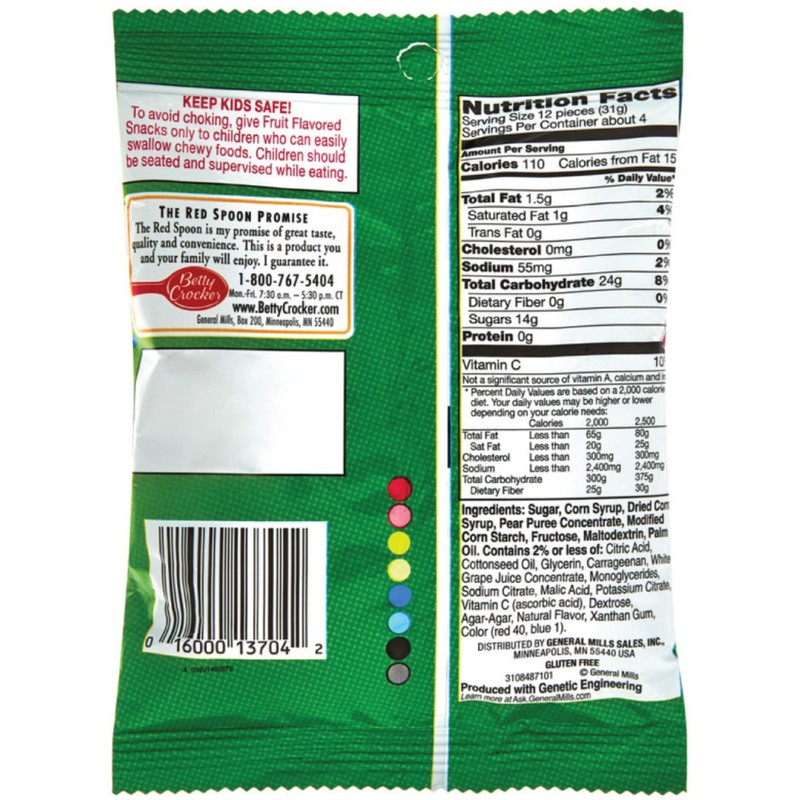 KEEP KIDS SAFE!
To avoid choking, give Fruit Flavored
Snacks only to children who can easily
swallow chewy foods. Children should
be seated and supervised while eating.
THE RED SPOON PROMISE
The Red Spoon is my promise of great taste,
quality and convenience. This is a product you
and your family will enjoy. I guarantee it.
Betty
Crocker
1-800-767-5404
Mon.-Fri. 7:30 a.m. – 5:30 p.m. CT
www.BettyCrocker.com
General Mills, Box 200, Minneapolis, MN 55440
0 16000 13704 2
Nutrition Facts
Serving Size 12 pieces (31g)
Servings Per Container about 4
Amount Per Serving
Calories 110 Calories from Fat 15
% Daily Value*
Total Fat 1.5g 2%
Saturated Fat 1g 4%
Trans Fat 0g
Cholesterol 0mg 0%
Sodium 55mg 2%
Total Carbohydrate 24g 8%
Dietary Fiber 0g 0%
Sugars 14g
Protein 0g
Vitamin C 10
Not a significant source of vitamin A, calcium and
* Percent Daily Values are based on a 2,000 calorie
diet. Your daily values may be higher or lower
depending on your calorie needs:
Calories 2,000 2,500
Total Fat Less than 65g 80g
Sat Fat Less than 20g 25g
Cholesterol Less than 300mg 300mg
Sodium Less than 2,400mg 2,400mg
Total Carbohydrate 300g 375g
Dietary Fiber 25g 30g
Ingredients: Sugar, Corn Syrup, Dried Corn
Syrup, Pear Puree Concentrate, Modified
Corn Starch, Fructose, Maltodextrin, Palm
Oil. Contains 2% or less of: Citric Acid,
Cottonseed Oil, Glycerin, Carrageenan, White
Grape Juice Concentrate, Monoglycerides,
Sodium Citrate, Malic Acid, Potassium Citrate,
Vitamin C (ascorbic acid), Dextrose,
Agar-Agar, Natural Flavor, Xanthan Gum,
Color (red 40, blue 1).
DISTRIBUTED BY GENERAL MILLS SALES, INC.,
MINNEAPOLIS, MN 55440 USA
GLUTEN FREE
3108487101 © General Mills
Produced with Genetic Engineering
Learn more at Ask.GeneralMills.com